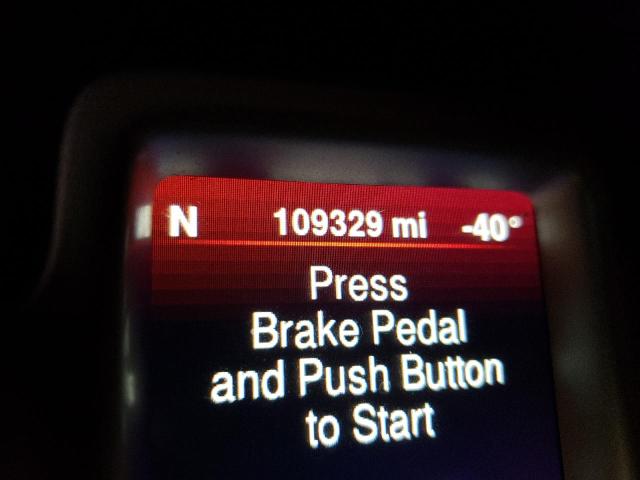 N 109329 mi -40°
Press
Brake Pedal
and Push Button
to Start